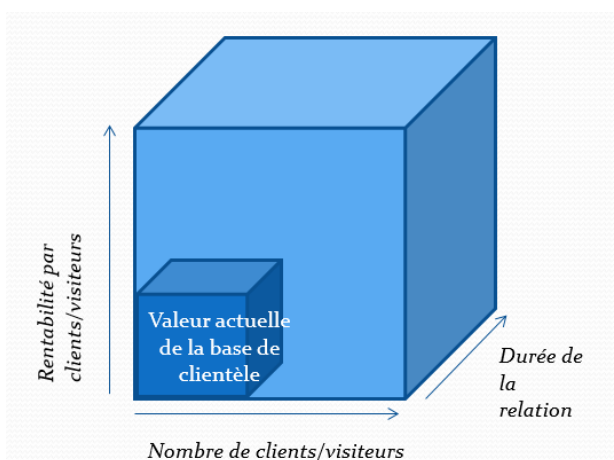 Rentabilité par
clients/visiteurs
Valeur actuelle
de la base de
clientèle
Durée de
la
relation
Nombre de clients/visiteurs